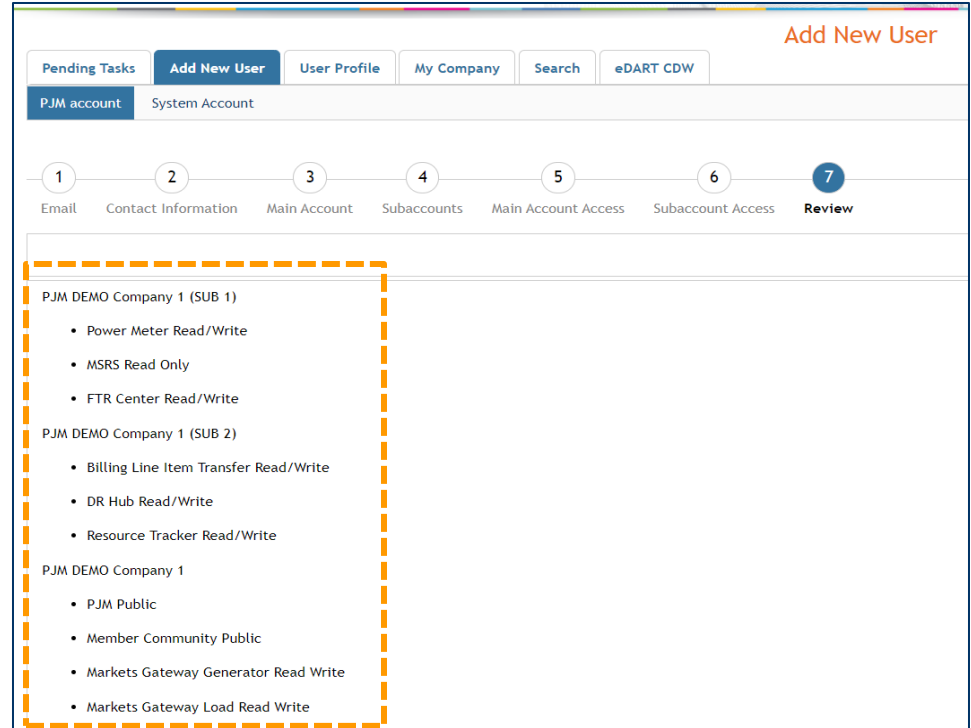 Add New User
Pending Tasks Add New User User Profile My Company Search eDART CDW
PJM account System Account
1 2 3 4 5 6 7
Email Contact Information Main Account Subaccounts Main Account Access Subaccount Access Review
PJM DEMO Company 1 (SUB 1)
• Power Meter Read/Write
• MSRS Read Only
• FTR Center Read/Write
PJM DEMO Company 1 (SUB 2)
• Billing Line Item Transfer Read/Write
• DR Hub Read/Write
• Resource Tracker Read/Write
PJM DEMO Company 1
• PJM Public
• Member Community Public
• Markets Gateway Generator Read Write
• Markets Gateway Load Read Write